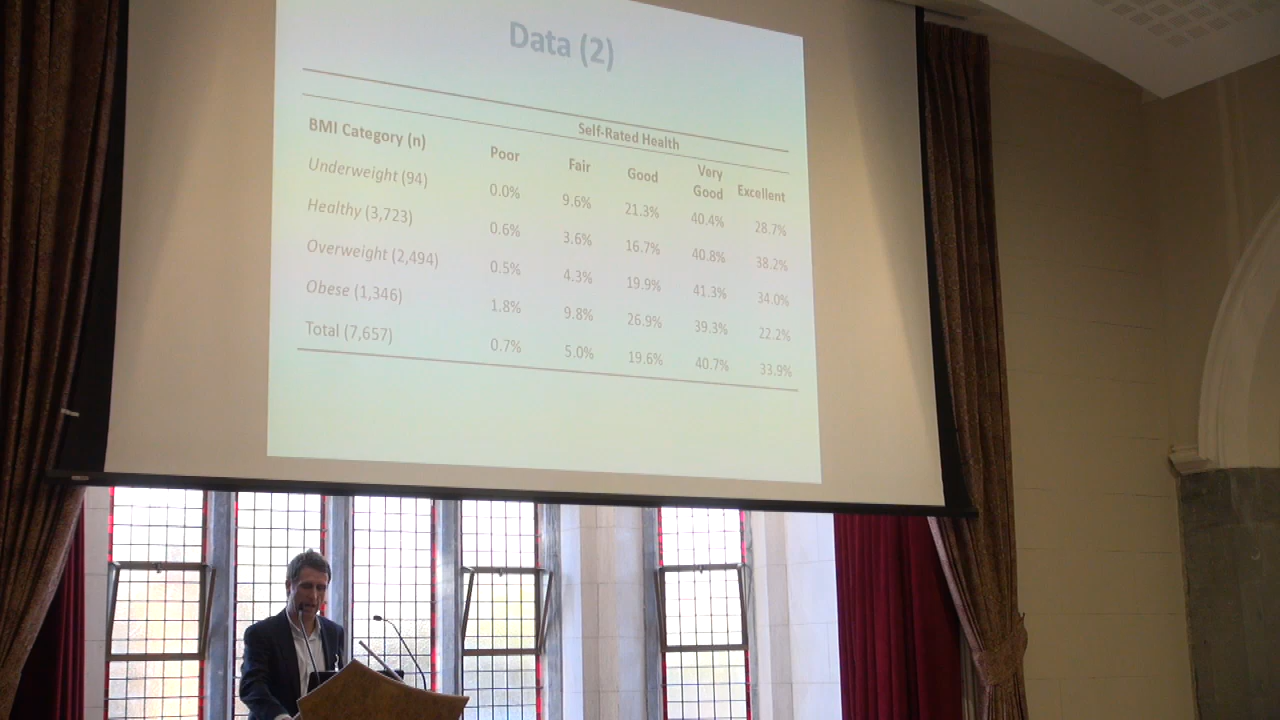 Data (2)
Self-Rated Health
BMI Category (n) Poor Fair Good Very Good Excellent
Underweight (94) 0.0% 9.6% 21.3% 40.4% 28.7%
Healthy (3,723) 0.6% 3.6% 16.7% 40.8% 38.2%
Overweight (2,494) 0.5% 4.3% 19.9% 41.3% 34.0%
Obese (1,346) 1.8% 9.8% 26.9% 39.3% 22.2%
Total (7,657) 0.7% 5.0% 19.6% 40.7% 33.9%